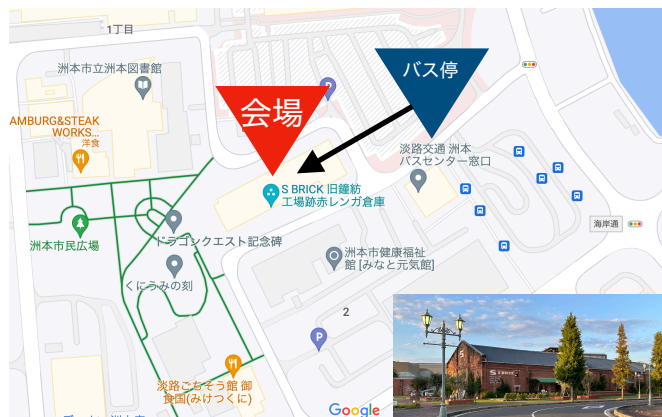 1丁目
洲本市立洲本図書館
P
会場
バス停
AMBURG&STEAK
WORKS...
洋食
淡路交通 洲本
バスセンター窓口
S BRICK 旧鐘紡
工場跡赤レンガ倉庫
海岸通
ドラゴンクエスト記念碑
洲本市民広場
洲本市健康福祉
館 [みなと元気館]
くにうみの刻
2
P
淡路ごちそう館 御
食国(みけつくに)
Google
S BRICK